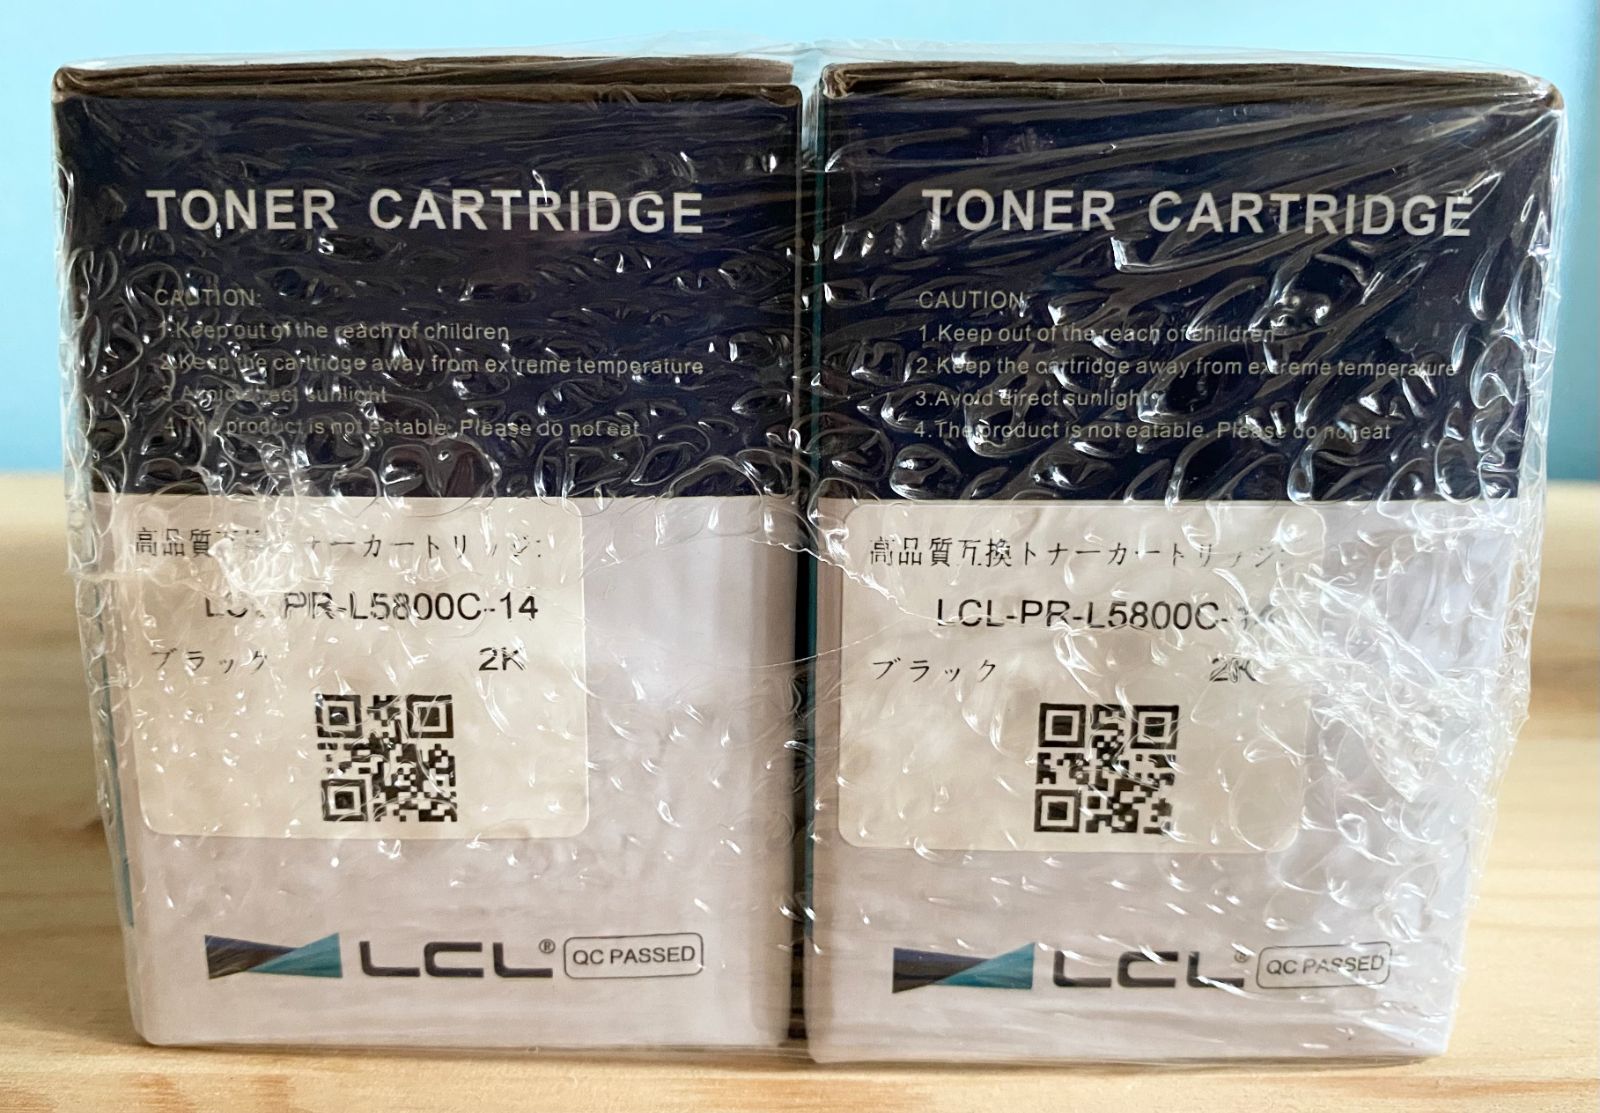 TONER CARTRIDGE
CAUTION:
1.Keep out of the reach of children
2.Keep the cartridge away from extreme temperature
3.Avoid direct sunlight
4.The product is not eatable. Please do not eat
高品質互換トナーカートリッジ:
LCL-PR-L5800C-14
ブラック 2K
LCL® QC PASSED
TONER CARTRIDGE
CAUTION:
1.Keep out of the reach of children
2.Keep the cartridge away from extreme temperature
3.Avoid direct sunlight
4.The product is not eatable. Please do not eat
高品質互換トナーカートリッジ:
LCL-PR-L5800C-
ブラック 2K
LCL® QC PASSED